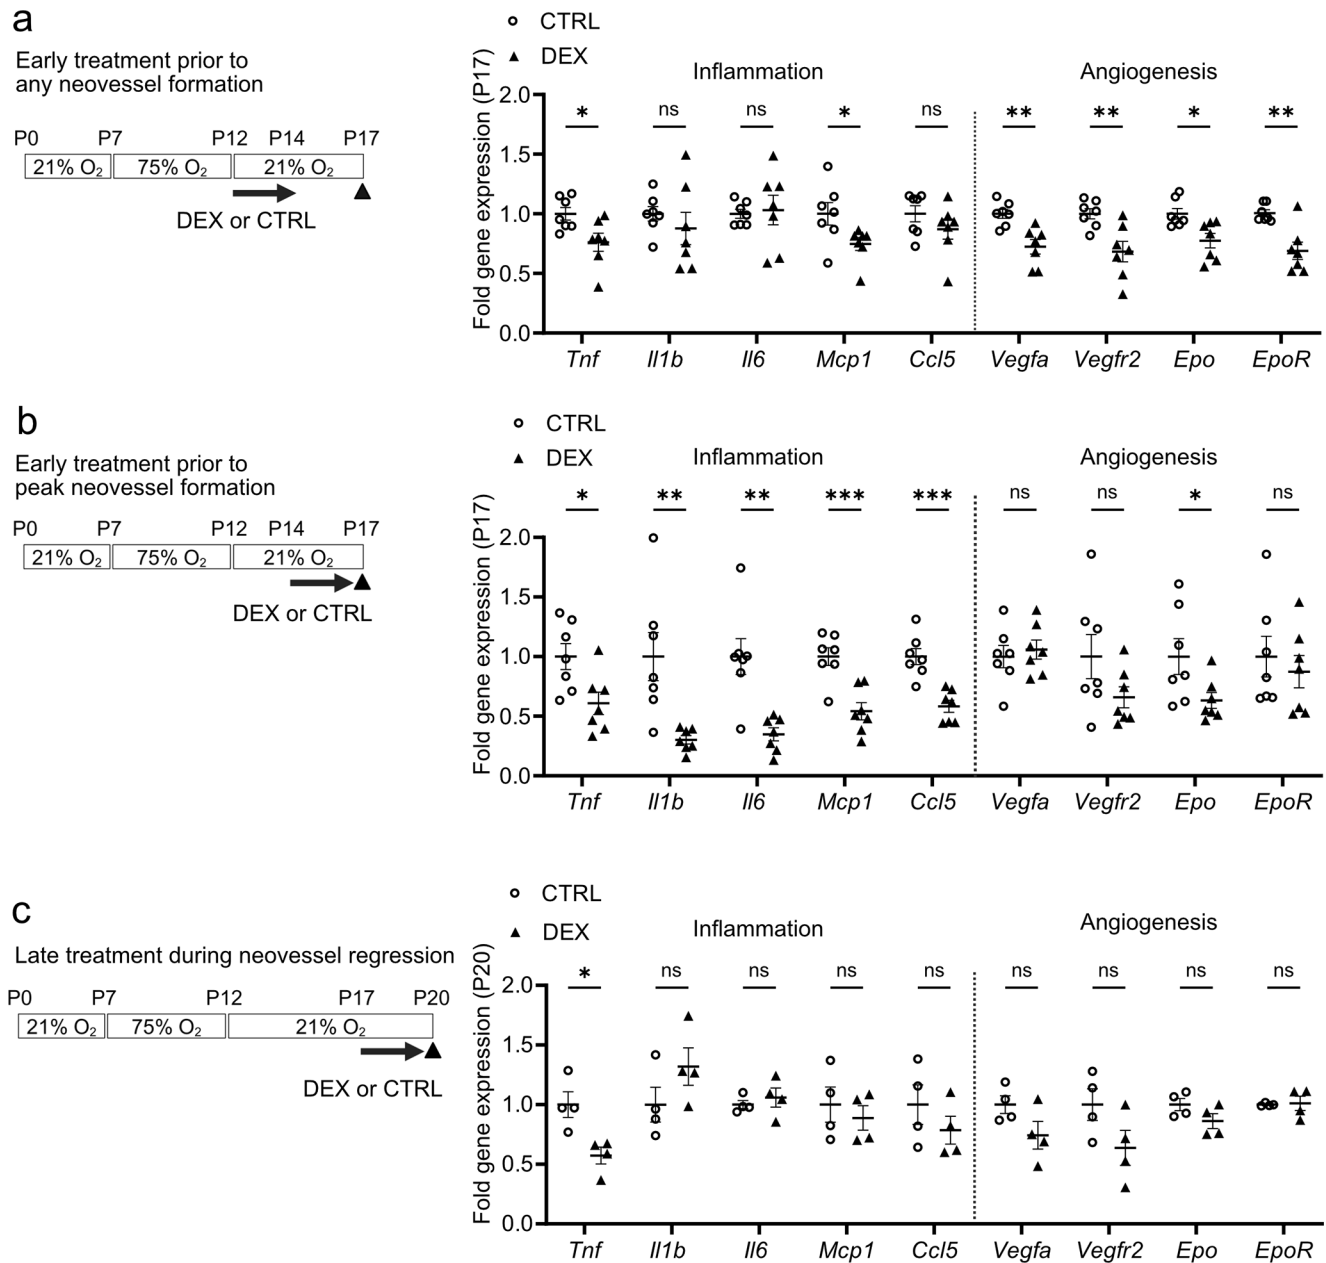 a
Early treatment prior to
any neovessel formation
P0 P7 P12 P14 P17
21% O₂ 75% O₂ 21% O₂
DEX or CTRL
CTRL
DEX
Inflammation Angiogenesis
Fold gene expression (P17)
2.0
1.5
1.0
0.5
0.0
* ns ns * ns ** ** * **
Tnf Il1b Il6 Mcp1 Ccl5 Vegfa Vegfr2 Epo EpoR
b
Early treatment prior to
peak neovessel formation
P0 P7 P12 P14 P17
21% O₂ 75% O₂ 21% O₂
DEX or CTRL
CTRL
DEX
Inflammation Angiogenesis
Fold gene expression (P17)
2.0
1.5
1.0
0.5
0.0
* ** ** *** *** ns ns * ns
Tnf Il1b Il6 Mcp1 Ccl5 Vegfa Vegfr2 Epo EpoR
c
Late treatment during neovessel regression
P0 P7 P12 P17 P20
21% O₂ 75% O₂ 21% O₂
DEX or CTRL
CTRL
DEX
Inflammation Angiogenesis
Fold gene expression (P20)
2.0
1.5
1.0
0.5
0.0
* ns ns ns ns ns ns ns ns
Tnf Il1b Il6 Mcp1 Ccl5 Vegfa Vegfr2 Epo EpoR